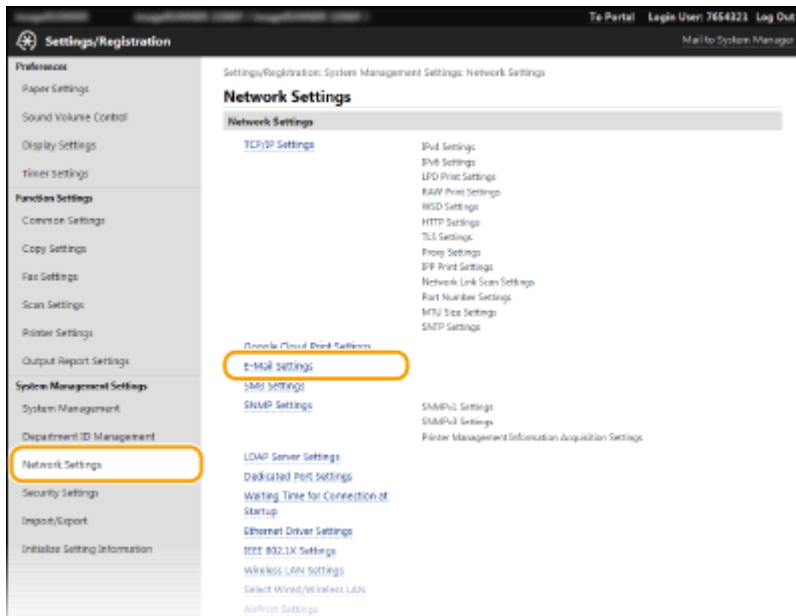 To Portal Login User: 7654321 Log Out
Settings/Registration
Mail to System Manager
Preferences
Paper Settings
Sound Volume Control
Display Settings
Timer Settings
Function Settings
Common Settings
Copy Settings
Fax Settings
Scan Settings
Printer Settings
Output Report Settings
System Management Settings
System Management
Department ID Management
Network Settings
Security Settings
Import/Export
Initialize Setting Information
Settings/Registration: System Management Settings: Network Settings
Network Settings
Network Settings
TCP/IP Settings
IPv4 Settings
IPv6 Settings
LPD Print Settings
RAW Print Settings
WSD Settings
HTTP Settings
TLS Settings
Proxy Settings
IPP Print Settings
Network Link Scan Settings
Port Number Settings
MTU Size Settings
SNTP Settings
Google Cloud Print Settings
E-Mail Settings
SMB Settings
SNMP Settings
SNMPv1 Settings
SNMPv3 Settings
Printer Management Information Acquisition Settings
LDAP Server Settings
Dedicated Port Settings
Waiting Time for Connection at
Startup
Ethernet Driver Settings
IEEE 802.1X Settings
Wireless LAN Settings
Select Wired/Wireless LAN
AirPrint Settings